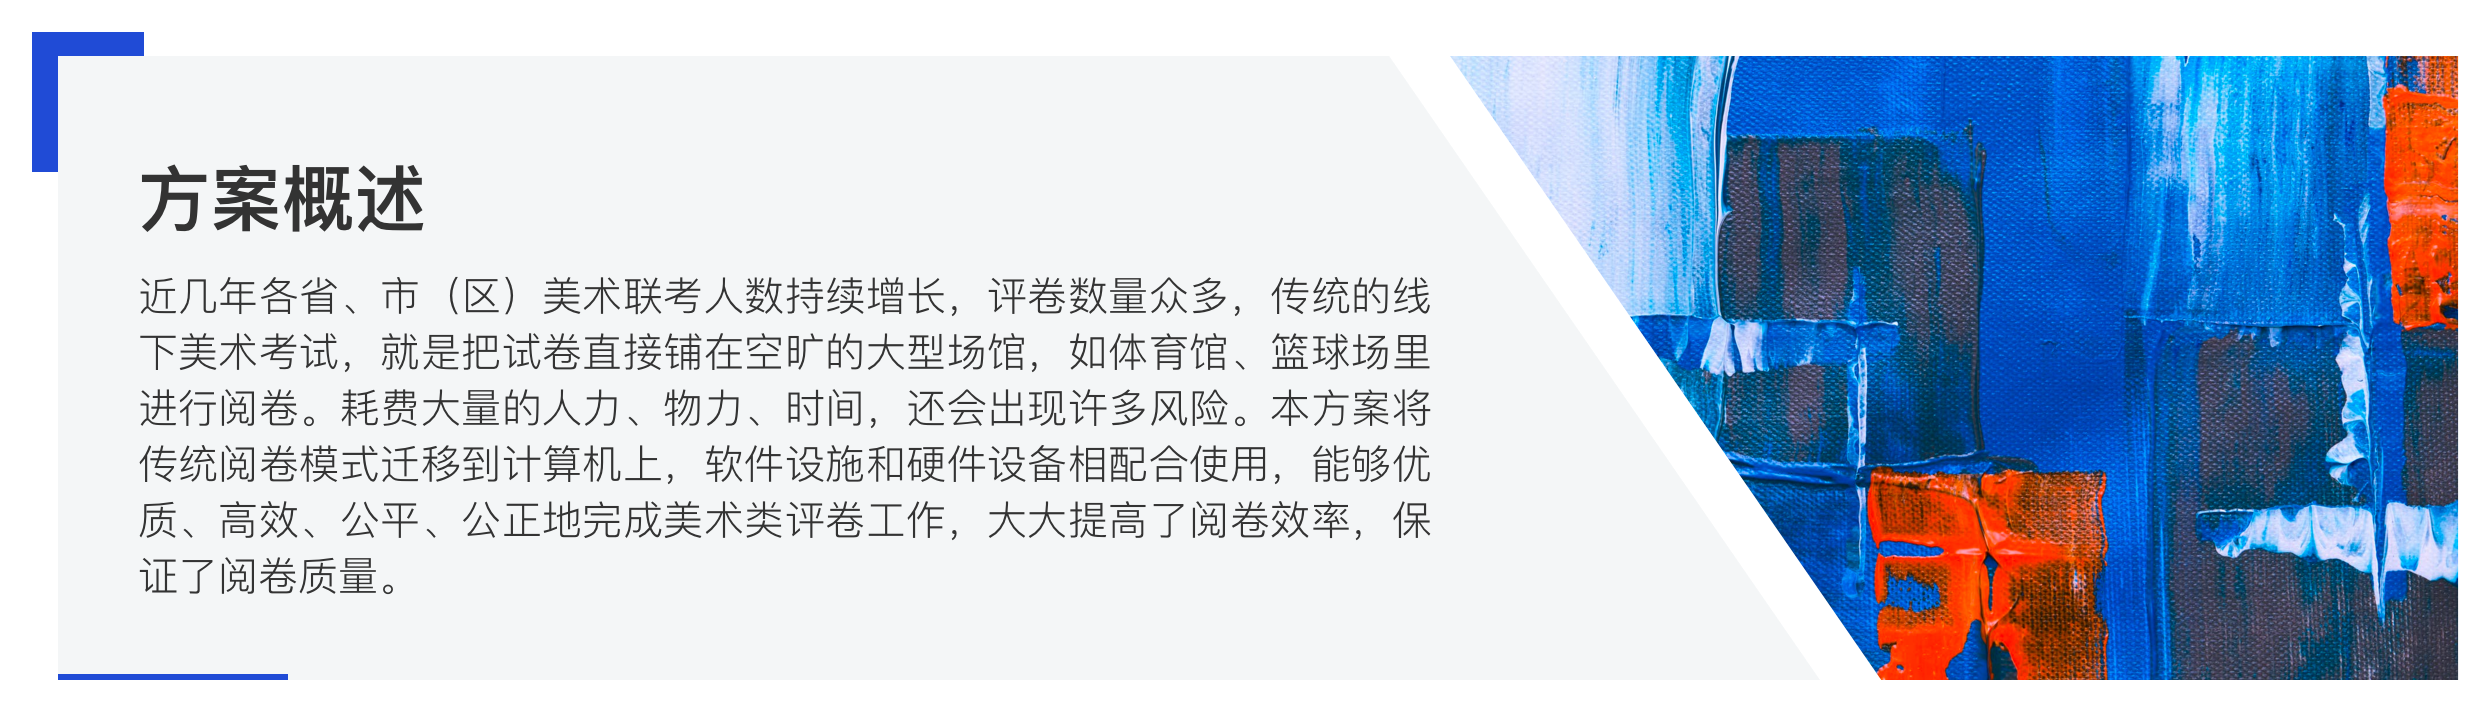 方案概述
近几年各省、市（区）美术联考人数持续增长，评卷数量众多，传统的线
下美术考试，就是把试卷直接铺在空旷的大型场馆，如体育馆、篮球场里
进行阅卷。耗费大量的人力、物力、时间，还会出现许多风险。本方案将
传统阅卷模式迁移到计算机上，软件设施和硬件设备相配合使用，能够优
质、高效、公平、公正地完成美术类评卷工作，大大提高了阅卷效率，保
证了阅卷质量。